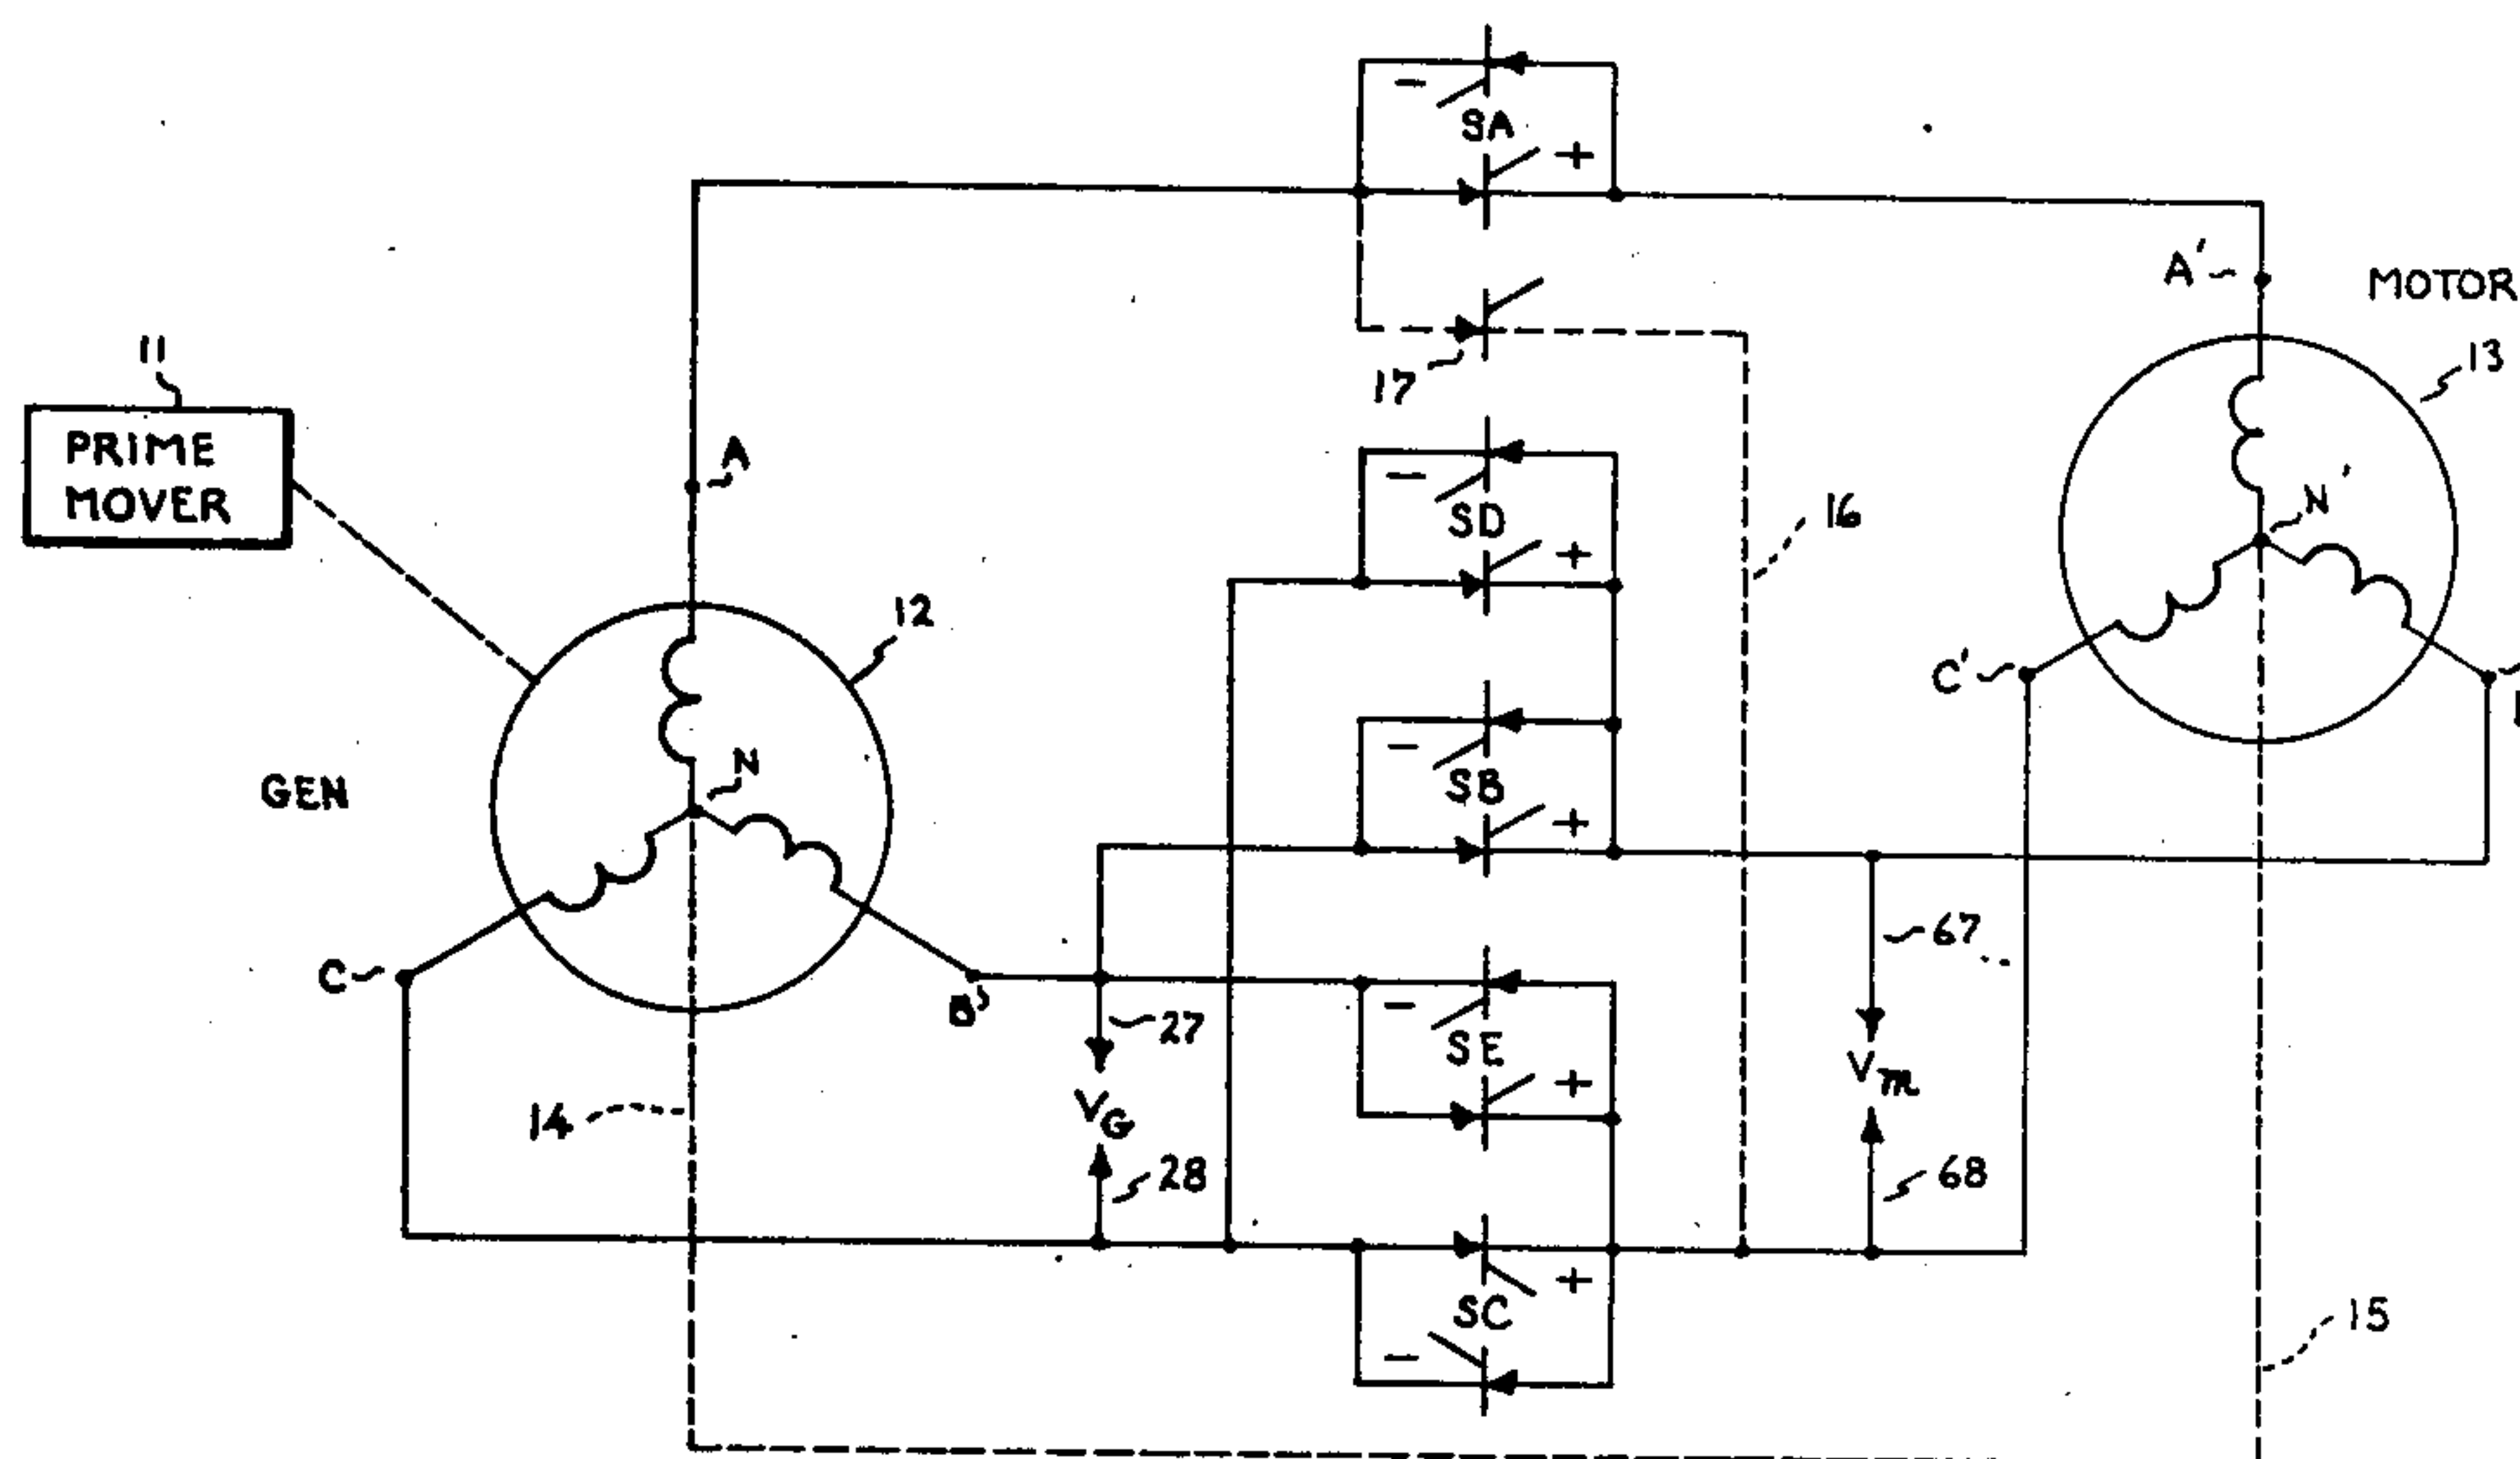 SA
-
+
A'
MOTOR
11
17
13
PRIME
MOVER
A
-
SD
+
16
N'
12
C'
-
SB
+
N
GEN
67
C
B
-
27
SE
+
VG
Vm
14
28
68
+
SC
-
15